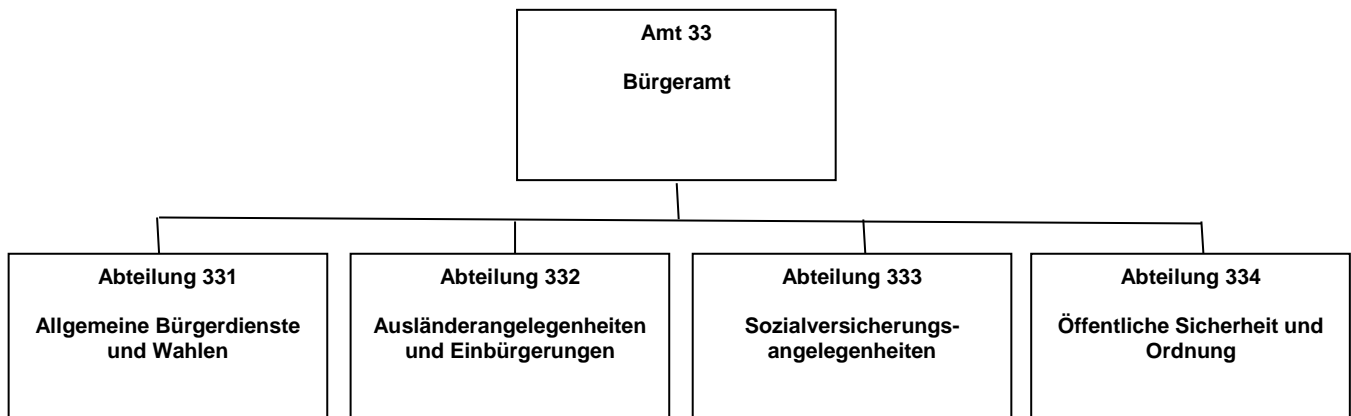 Amt 33
Bürgeramt
Abteilung 331
Allgemeine Bürgerdienste
und Wahlen
Abteilung 332
Ausländerangelegenheiten
und Einbürgerungen
Abteilung 333
Sozialversicherungs-
angelegenheiten
Abteilung 334
Öffentliche Sicherheit und
Ordnung